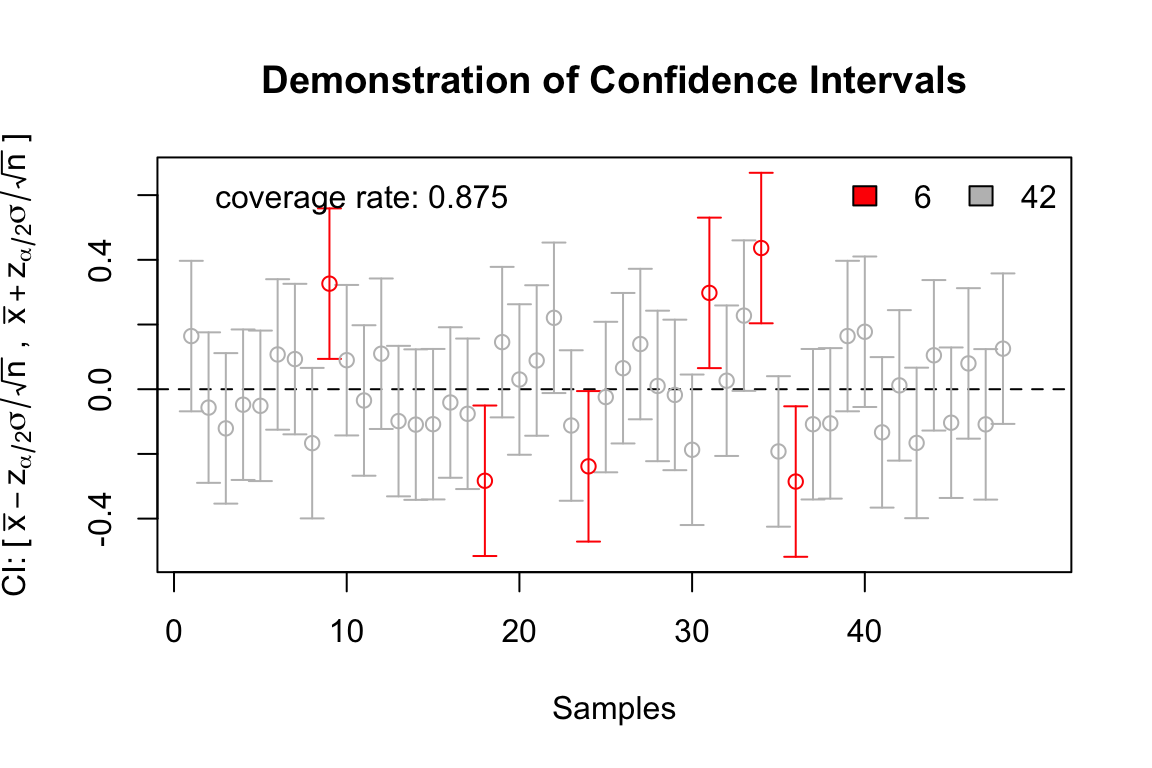 Demonstration of Confidence Intervals
coverage rate: 0.875
6
42
CI: [ x̅ − zα/2σ/√n , x̅ + zα/2σ/√n ]
0.4
0.0
-0.4
0 10 20 30 40
Samples